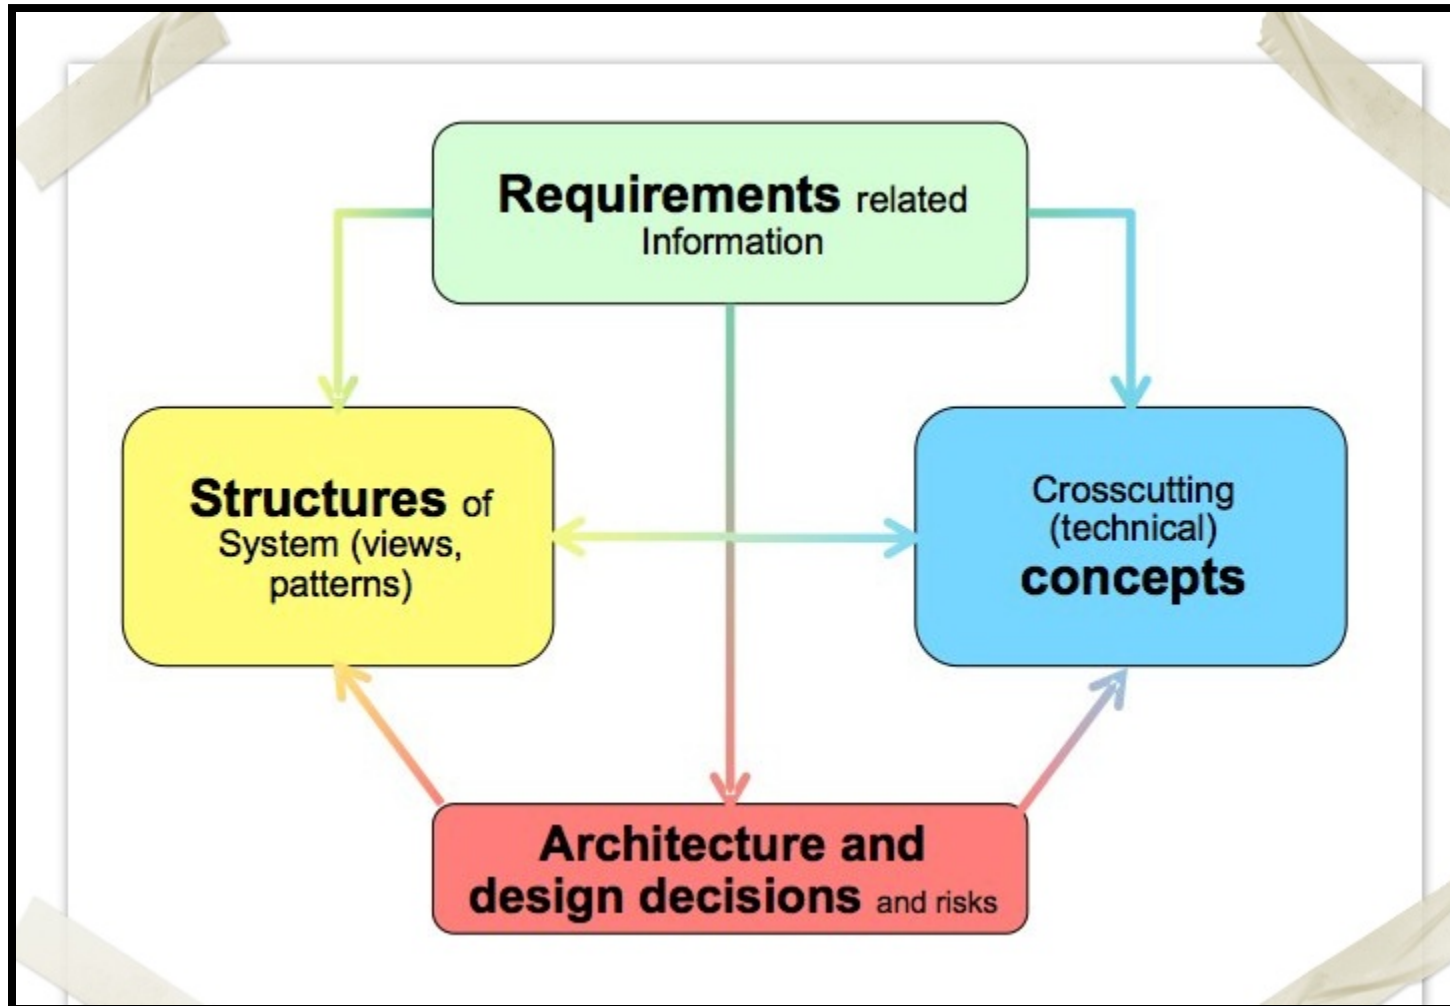 Requirements related
Information
Structures of
System (views,
patterns)
Crosscutting
(technical)
concepts
Architecture and
design decisions and risks